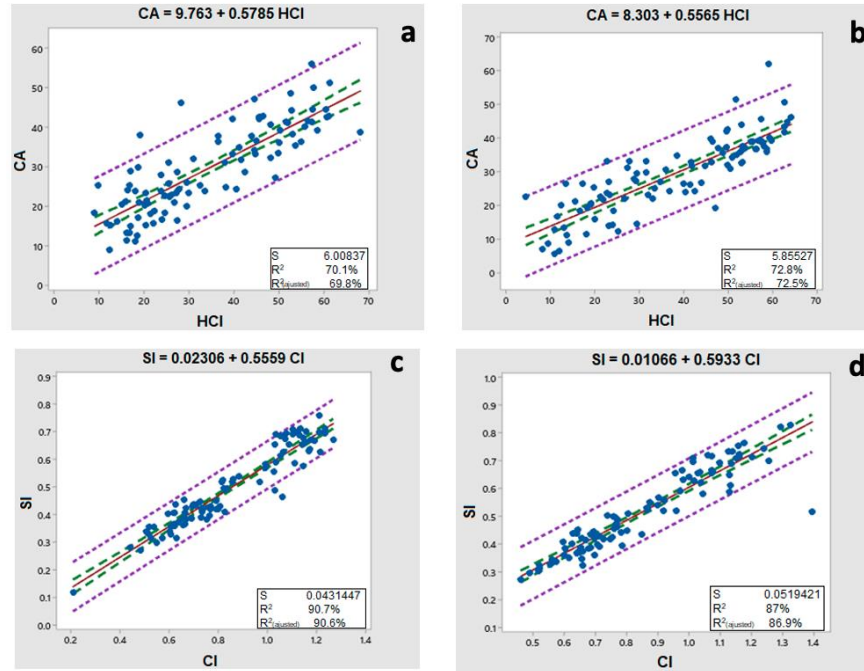 CA = 9.763 + 0.5785 HCI
a
60
50
40
30
20
10
0
CA
S 6.00837
R² 70.1%
R²(ajusted) 69.8%
0 10 20 30 40 50 60 70
HCI
CA = 8.303 + 0.5565 HCI
b
70
60
50
40
30
20
10
0
CA
S 5.85527
R² 72.8%
R²(ajusted) 72.5%
0 10 20 30 40 50 60 70
HCI
SI = 0.02306 + 0.5559 CI
c
0.9
0.8
0.7
0.6
0.5
0.4
0.3
0.2
0.1
0.0
SI
S 0.0431447
R² 90.7%
R²(ajusted) 90.6%
0.2 0.4 0.6 0.8 1.0 1.2 1.4
CI
SI = 0.01066 + 0.5933 CI
d
1.0
0.9
0.8
0.7
0.6
0.5
0.4
0.3
0.2
0.1
SI
S 0.0519421
R² 87%
R²(ajusted) 86.9%
0.5 0.6 0.7 0.8 0.9 1.0 1.1 1.2 1.3 1.4
CI